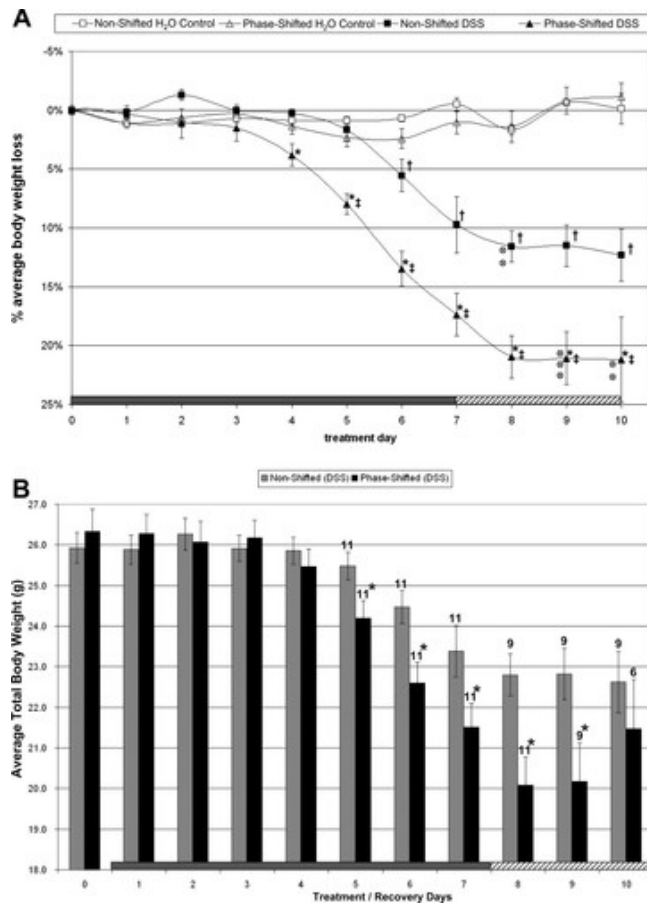 A
Non-Shifted H₂O Control Phase-Shifted H₂O Control Non-Shifted DSS Phase-Shifted DSS
-5%
0%
5%
10%
15%
20%
25%
% average body weight loss
* *‡ *‡ *‡ *‡ *‡ *‡
† † † † †
0 1 2 3 4 5 6 7 8 9 10
treatment day
B
Non-Shifted (DSS) Phase-Shifted (DSS)
27.0
26.0
25.0
24.0
23.0
22.0
21.0
20.0
19.0
18.0
Average Total Body Weight (g)
11 11 11 9 9 9
11* 11* 11* 11* 9* 6
0 1 2 3 4 5 6 7 8 9 10
Treatment / Recovery Days